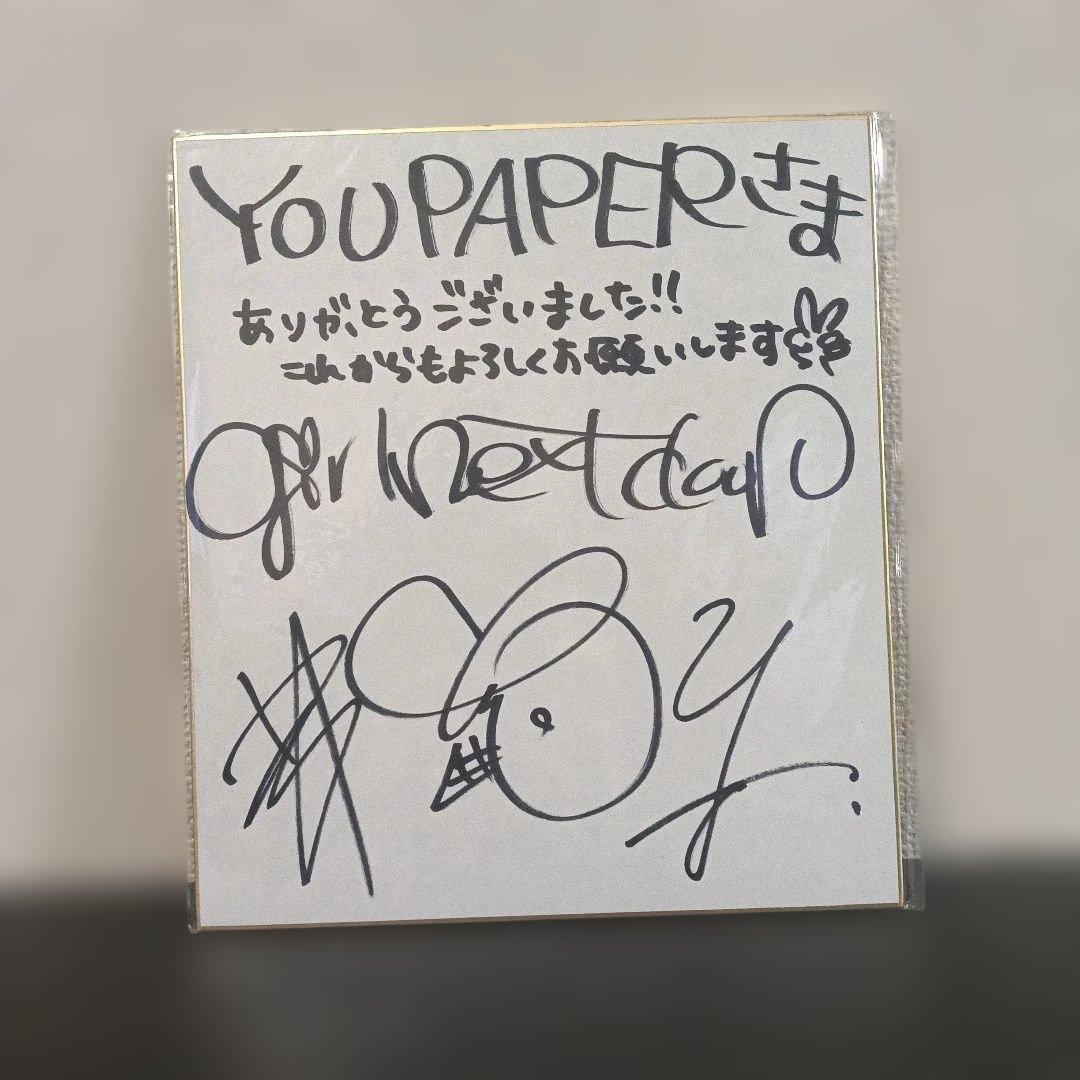 YOUPAPERさま
ありがとうございました!!
これからもよろしくお願いします
girl next door